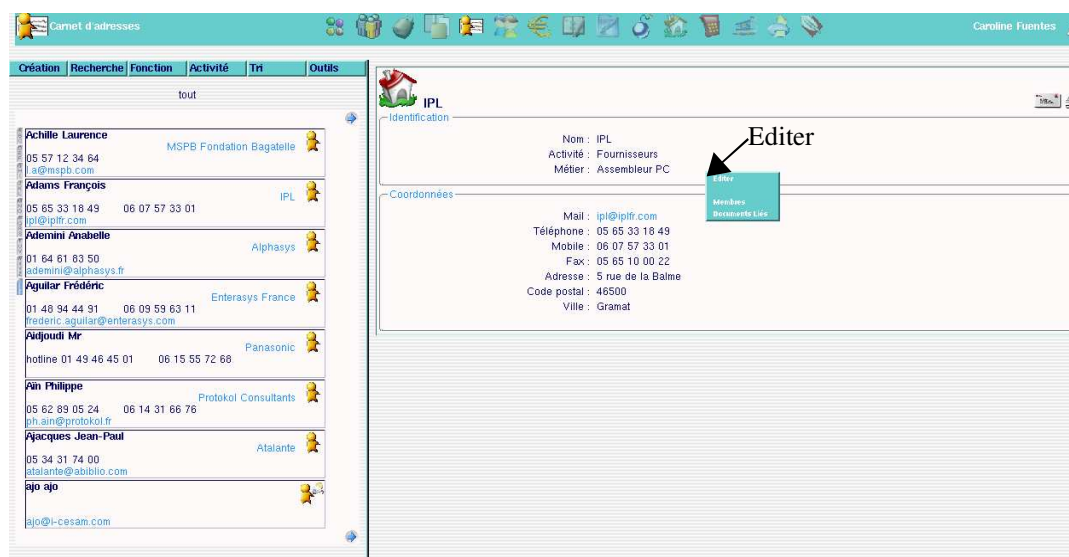 Carnet d'adresses
Caroline Fuentes
Création Recherche Fonction Activité Tri Outils
tout
Achille Laurence
MSPB Fondation Bagatelle
05 57 12 34 64
l.a@mspb.com
Adams François
IPL
05 65 33 18 49 06 07 57 33 01
ipl@iplfr.com
Ademini Anabelle
Alphasys
01 64 61 83 50
ademini@alphasys.fr
Aguilar Frédéric
Enterasys France
01 48 94 44 91 06 09 59 63 11
frederic.aguilar@enterasys.com
Aidjoudi Mr
Panasonic
hotline 01 49 46 45 01 06 15 55 72 68
Aïn Philippe
Protokol Consultants
05 62 89 05 24 06 14 31 66 76
ph.ain@protokol.fr
Ajacques Jean-Paul
Atalante
05 34 31 74 00
atalante@abiblio.com
ajo ajo
ajo@i-cesam.com
IPL
Identification
Nom : IPL
Activité : Fournisseurs
Métier : Assembleur PC
Editer
Editer
Membres
Documents Liés
Coordonnées
Mail : ipl@iplfr.com
Téléphone : 05 65 33 18 49
Mobile : 06 07 57 33 01
Fax : 05 65 10 00 22
Adresse : 5 rue de la Balme
Code postal : 46500
Ville : Gramat